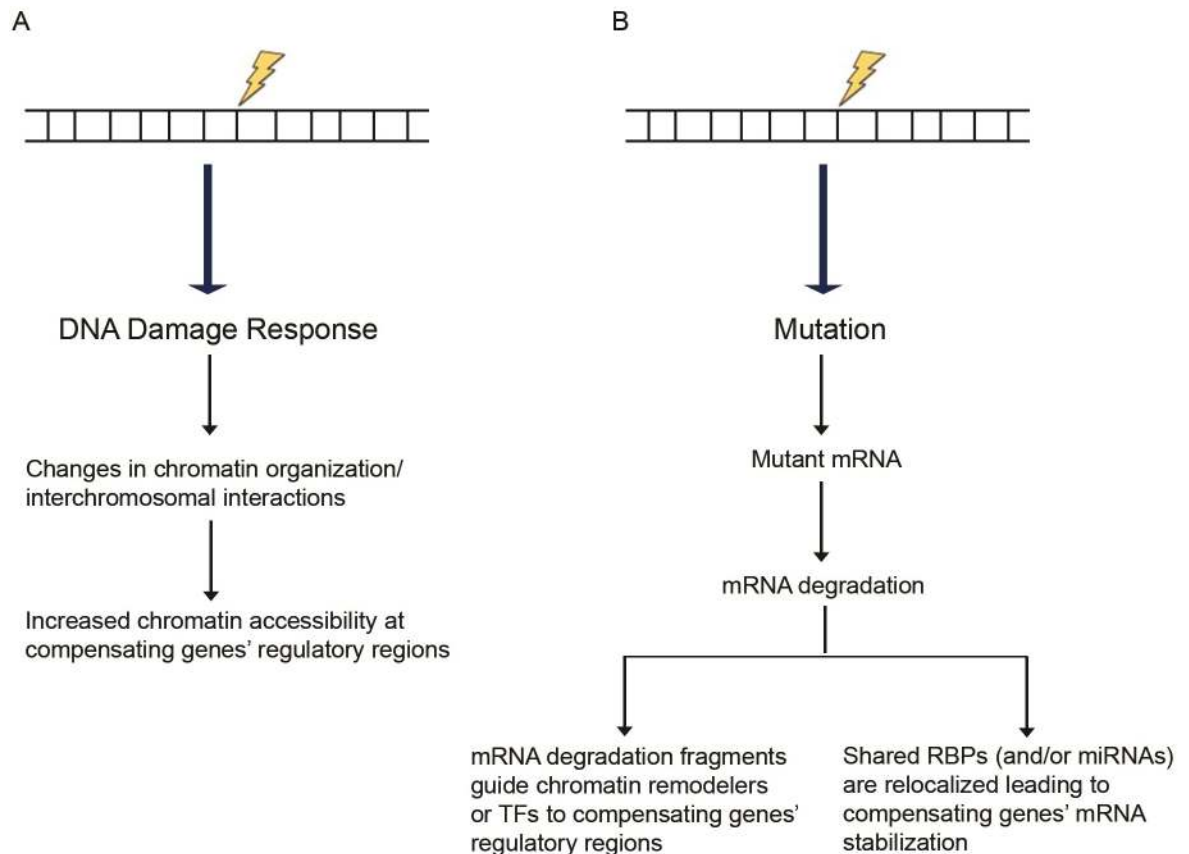 A
DNA Damage Response
Changes in chromatin organization/
interchromosomal interactions
Increased chromatin accessibility at
compensating genes’ regulatory regions
B
Mutation
Mutant mRNA
mRNA degradation
mRNA degradation fragments
guide chromatin remodelers
or TFs to compensating genes’
regulatory regions
Shared RBPs (and/or miRNAs)
are relocalized leading to
compensating genes’ mRNA
stabilization